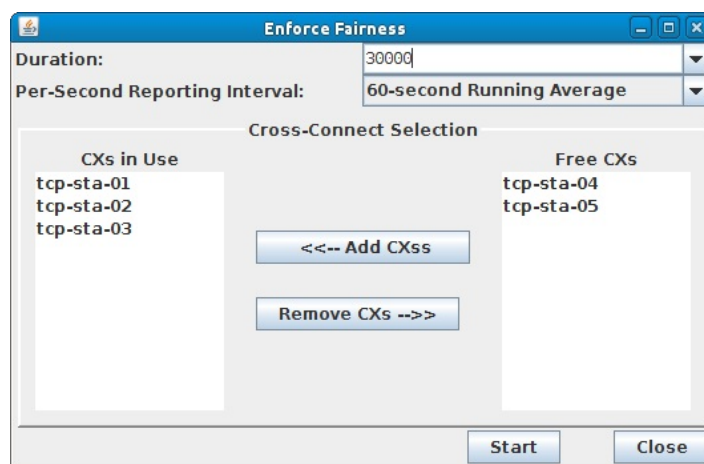 Enforce Fairness
Duration: 30000
Per-Second Reporting Interval: 60-second Running Average
Cross-Connect Selection
CXs in Use
tcp-sta-01
tcp-sta-02
tcp-sta-03
<<-- Add CXss
Remove CXs -->>
Free CXs
tcp-sta-04
tcp-sta-05
Start
Close